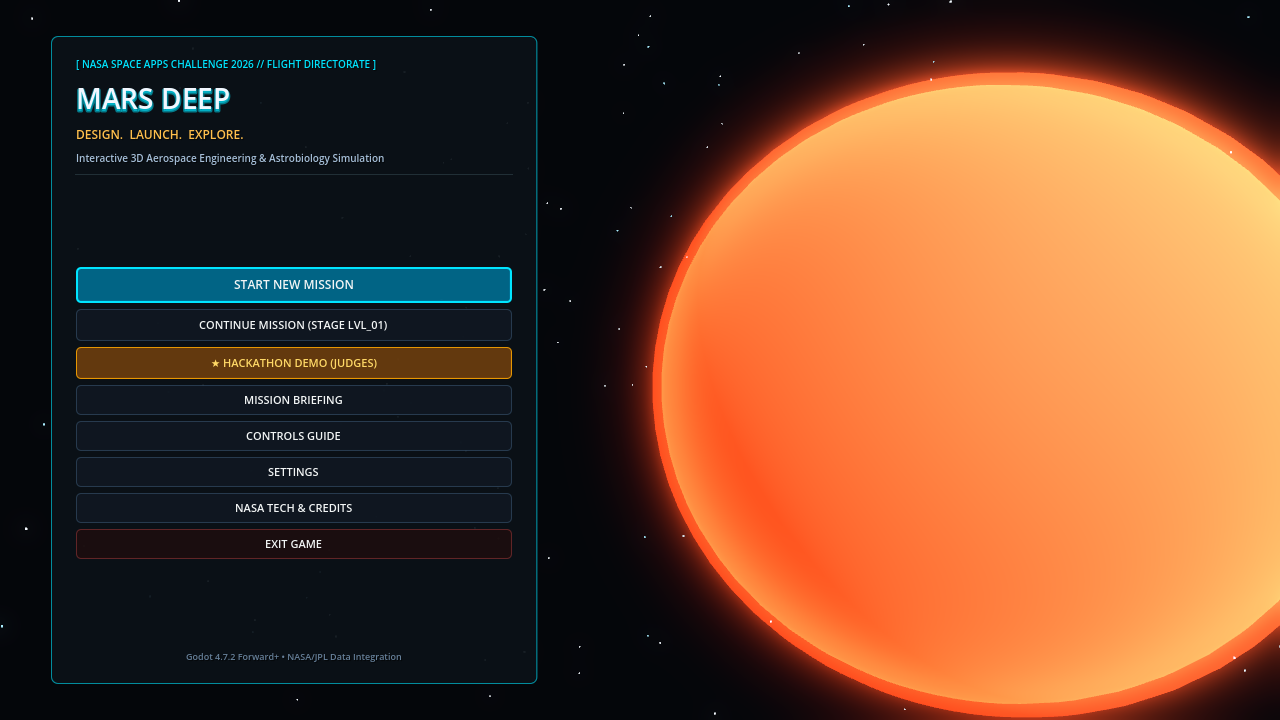 [ NASA SPACE APPS CHALLENGE 2026 // FLIGHT DIRECTORATE ]
MARS DEEP
DESIGN. LAUNCH. EXPLORE.
Interactive 3D Aerospace Engineering & Astrobiology Simulation
START NEW MISSION
CONTINUE MISSION (STAGE LVL_01)
★ HACKATHON DEMO (JUDGES)
MISSION BRIEFING
CONTROLS GUIDE
SETTINGS
NASA TECH & CREDITS
EXIT GAME
Godot 4.7.2 Forward+ • NASA/JPL Data Integration